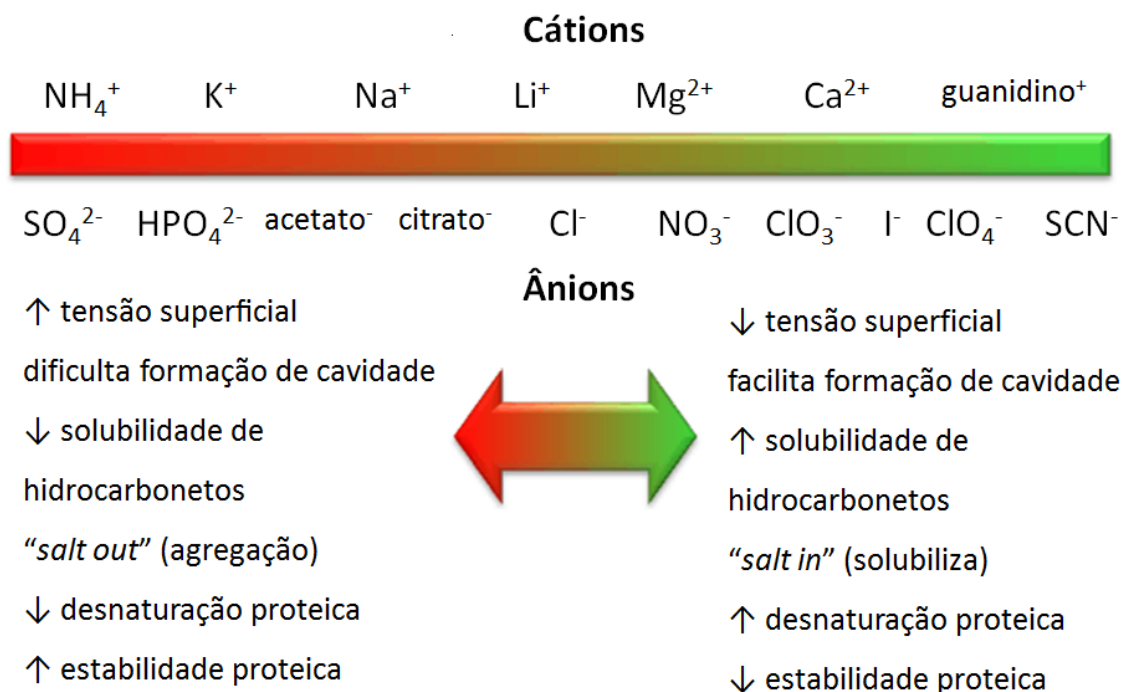 Cátions
NH₄⁺ K⁺ Na⁺ Li⁺ Mg²⁺ Ca²⁺ guanidino⁺
SO₄²⁻ HPO₄²⁻ acetato⁻ citrato⁻ Cl⁻ NO₃⁻ ClO₃⁻ I⁻ ClO₄⁻ SCN⁻
Ânions
↑ tensão superficial
dificulta formação de cavidade
↓ solubilidade de
hidrocarbonetos
“salt out” (agregação)
↓ desnaturação proteica
↑ estabilidade proteica
↓ tensão superficial
facilita formação de cavidade
↑ solubilidade de
hidrocarbonetos
“salt in” (solubiliza)
↑ desnaturação proteica
↓ estabilidade proteica